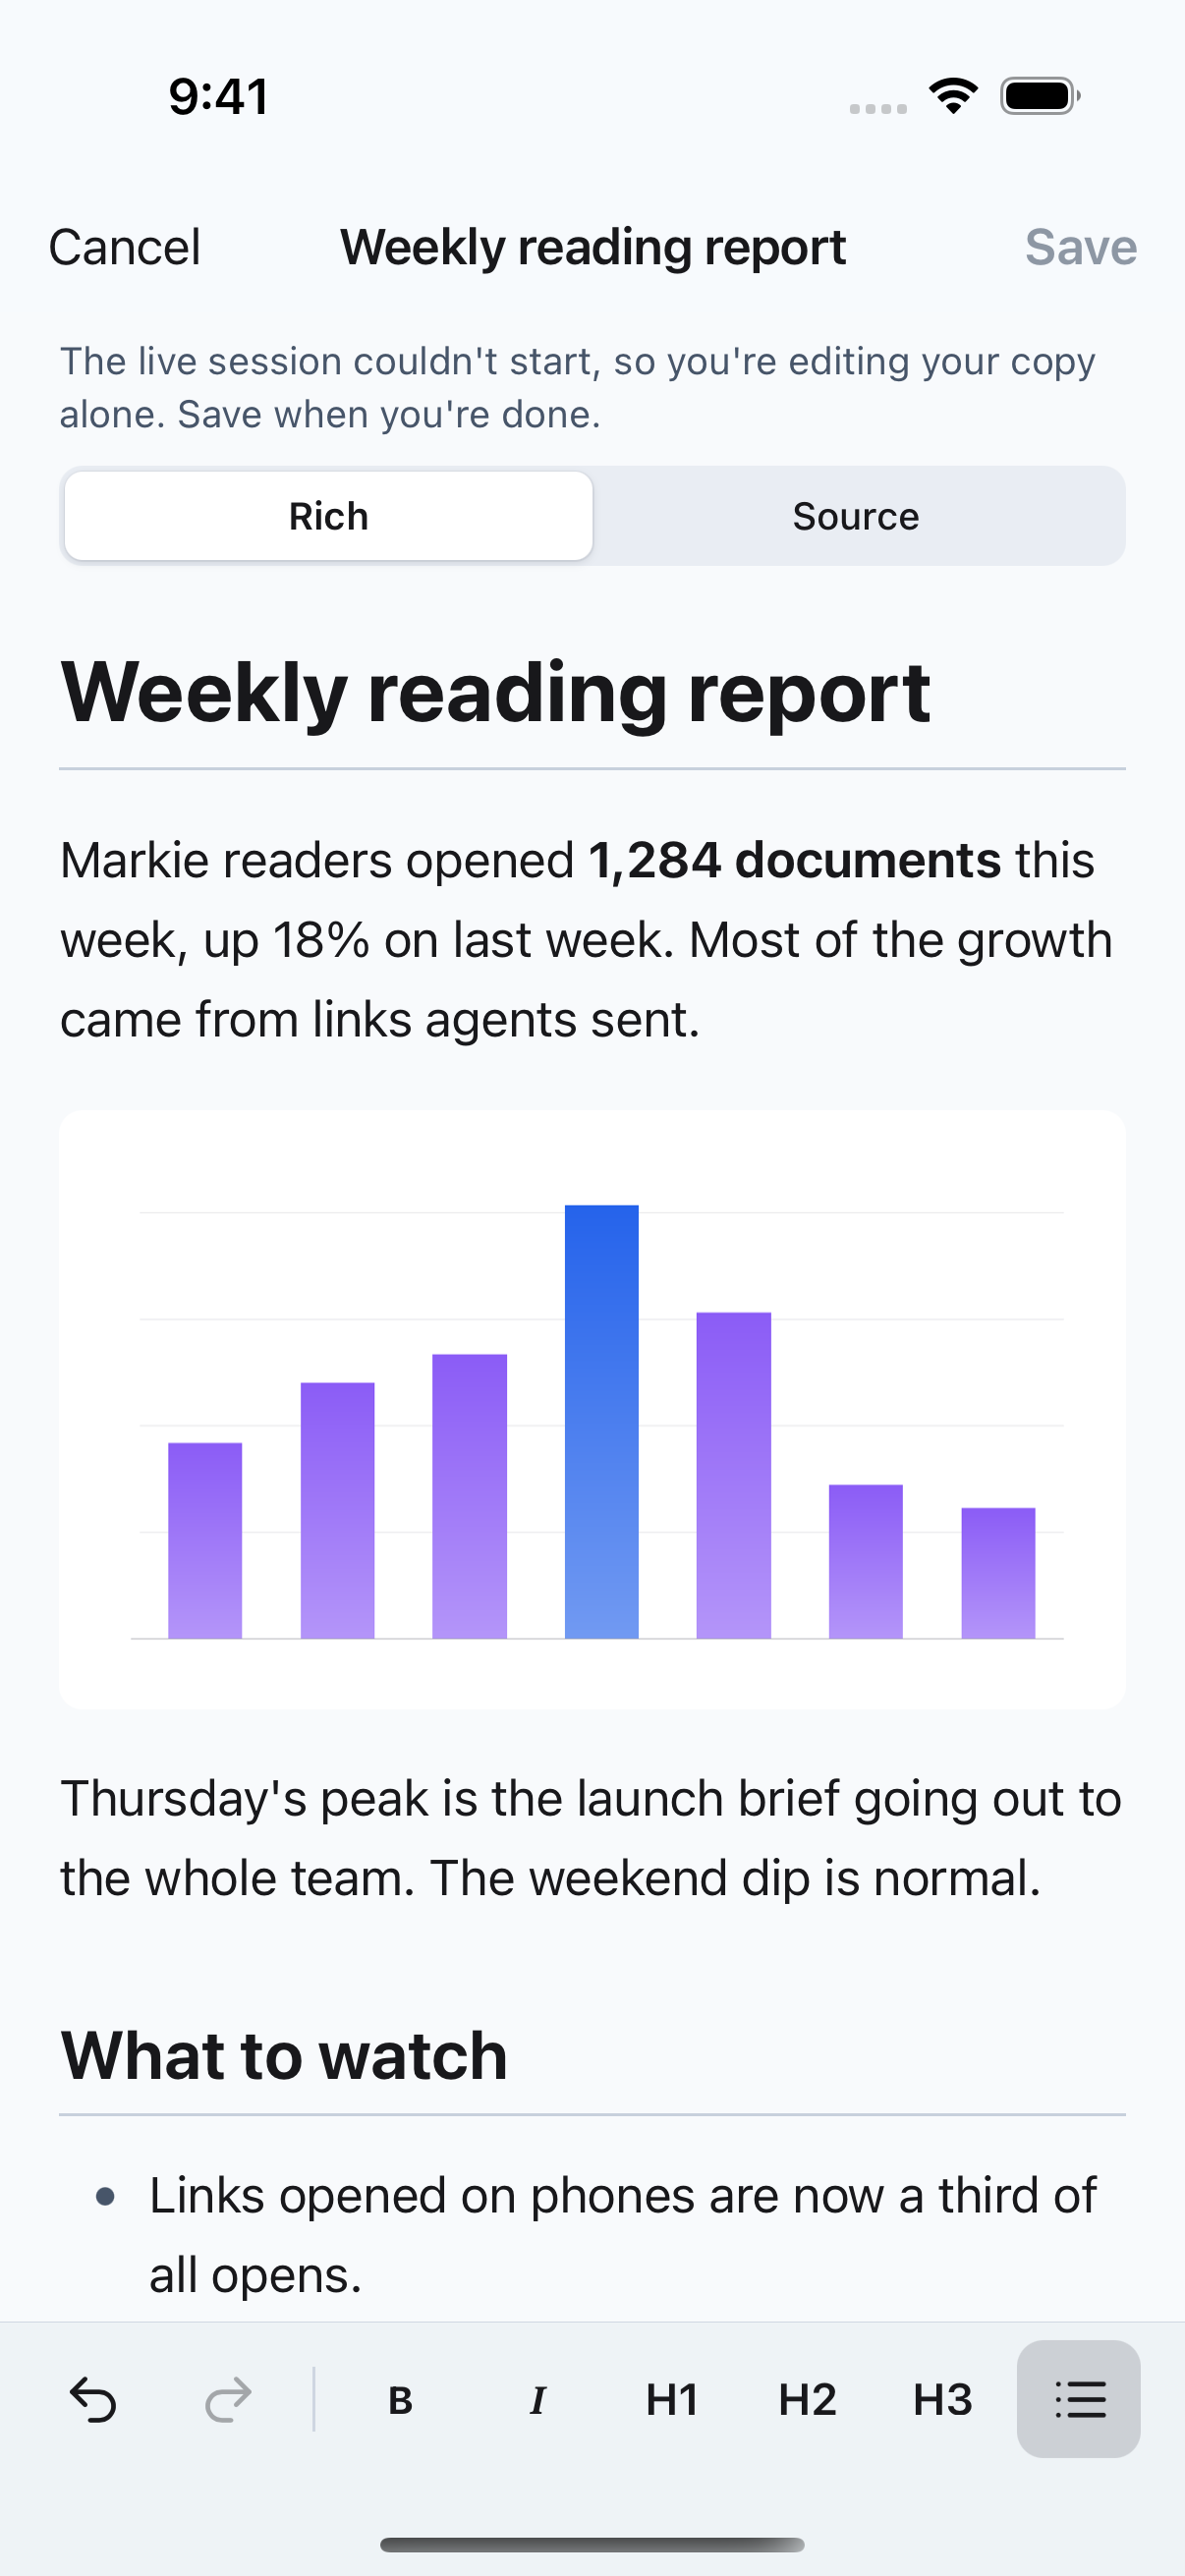 9:41
Cancel
Weekly reading report
Save
The live session couldn't start, so you're editing your copy
alone. Save when you're done.
Rich
Source
Weekly reading report
Markie readers opened 1,284 documents this
week, up 18% on last week. Most of the growth
came from links agents sent.
Thursday's peak is the launch brief going out to
the whole team. The weekend dip is normal.
What to watch
Links opened on phones are now a third of
all opens.
B
I
H1
H2
H3